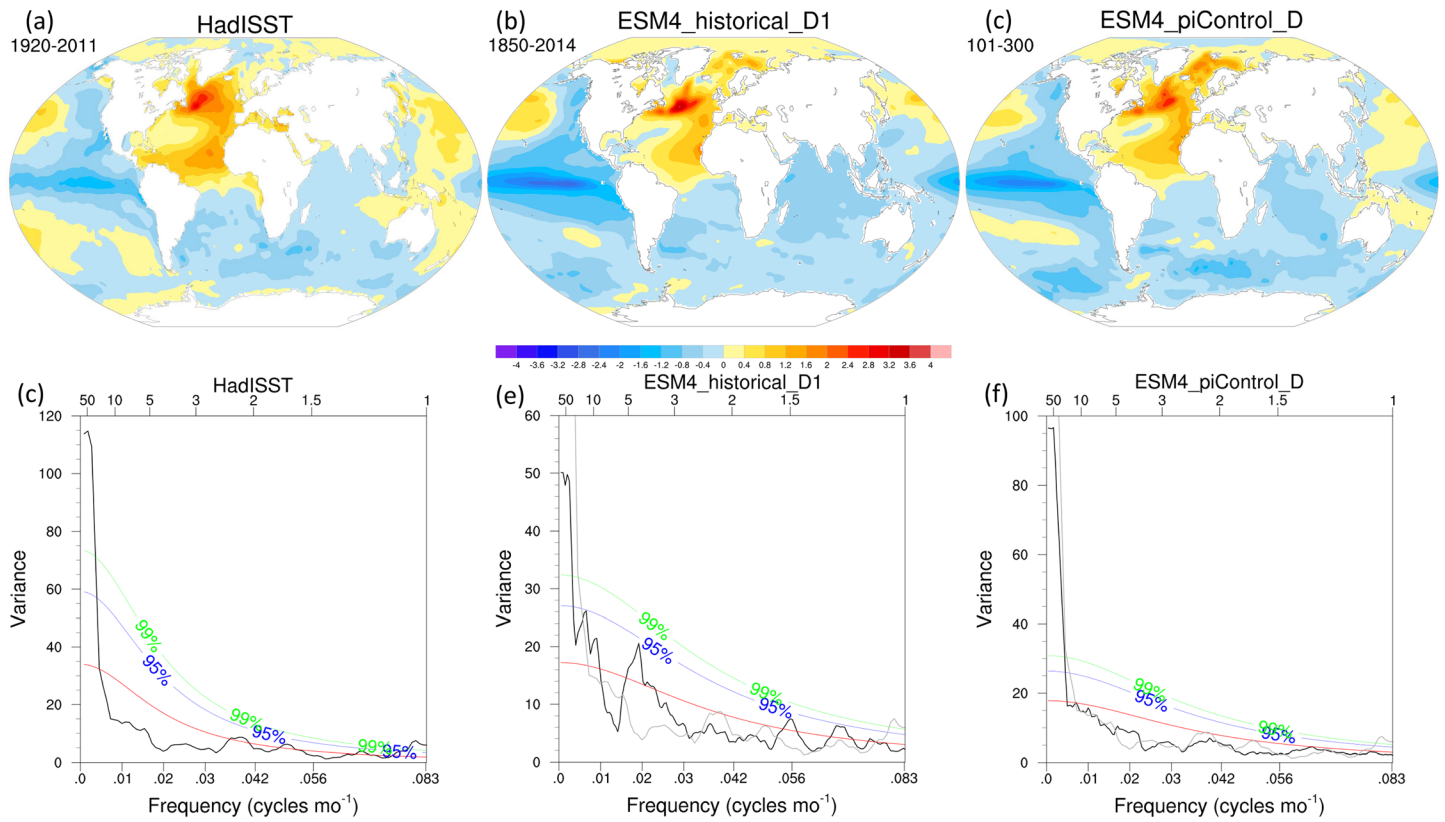 (a) HadISST
1920-2011
(b) ESM4_historical_D1
1850-2014
(c) ESM4_piControl_D
101-300
-4 -3.6 -3.2 -2.8 -2.4 -2 -1.6 -1.2 -0.8 -0.4 0 0.4 0.8 1.2 1.6 2 2.4 2.8 3.2 3.6 4
(c) HadISST
50 10 5 3 2 1.5 1
120
100
80
60
40
20
0
Variance
99%
95%
99%
95%
99%
95%
.0 .01 .02 .03 .042 .056 .083
Frequency (cycles mo-1)
(e) ESM4_historical_D1
50 10 5 3 2 1.5 1
60
50
40
30
20
10
0
Variance
99%
95%
99%
95%
.0 .01 .02 .03 .042 .056 .083
Frequency (cycles mo-1)
(f) ESM4_piControl_D
50 10 5 3 2 1.5 1
100
80
60
40
20
0
Variance
99%
95%
99%
95%
.0 .01 .02 .03 .042 .056 .083
Frequency (cycles mo-1)